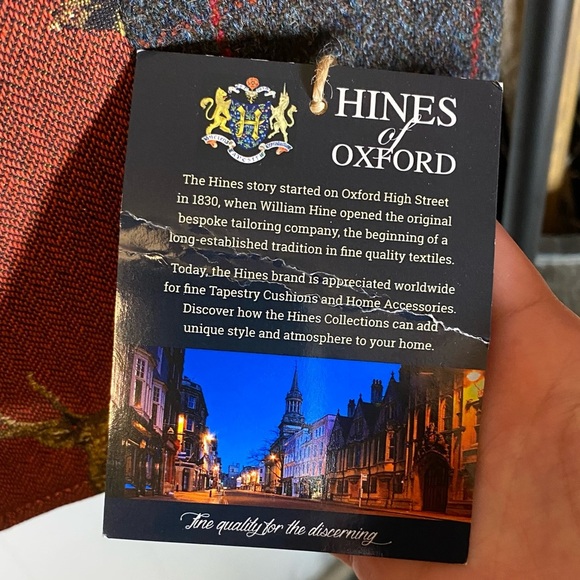 HINES
of
OXFORD
H
The Hines story started on Oxford High Street
in 1830, when William Hine opened the original
bespoke tailoring company, the beginning of a
long-established tradition in fine quality textiles.
Today, the Hines brand is appreciated worldwide
for fine Tapestry Cushions and Home Accessories.
Discover how the Hines Collections can add
unique style and atmosphere to your home.
Fine quality for the discerning